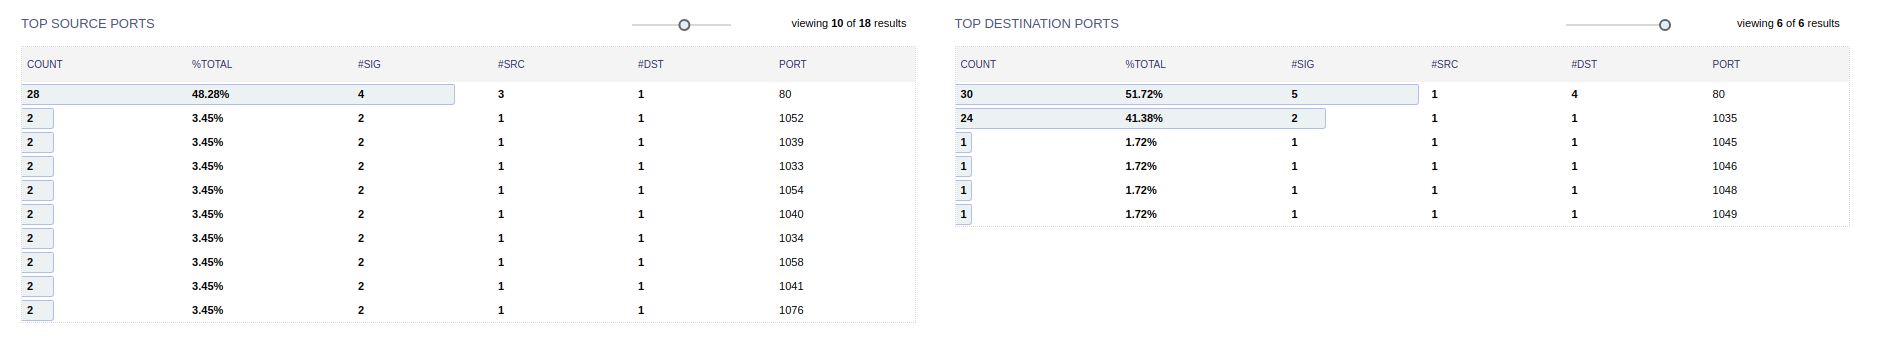 TOP SOURCE PORTS
viewing 10 of 18 results
COUNT %TOTAL #SIG #SRC #DST PORT
28 48.28% 4 3 1 80
2 3.45% 2 1 1 1052
2 3.45% 2 1 1 1039
2 3.45% 2 1 1 1033
2 3.45% 2 1 1 1054
2 3.45% 2 1 1 1040
2 3.45% 2 1 1 1034
2 3.45% 2 1 1 1058
2 3.45% 2 1 1 1041
2 3.45% 2 1 1 1076
TOP DESTINATION PORTS
viewing 6 of 6 results
COUNT %TOTAL #SIG #SRC #DST PORT
30 51.72% 5 1 4 80
24 41.38% 2 1 1 1035
1 1.72% 1 1 1 1045
1 1.72% 1 1 1 1046
1 1.72% 1 1 1 1048
1 1.72% 1 1 1 1049